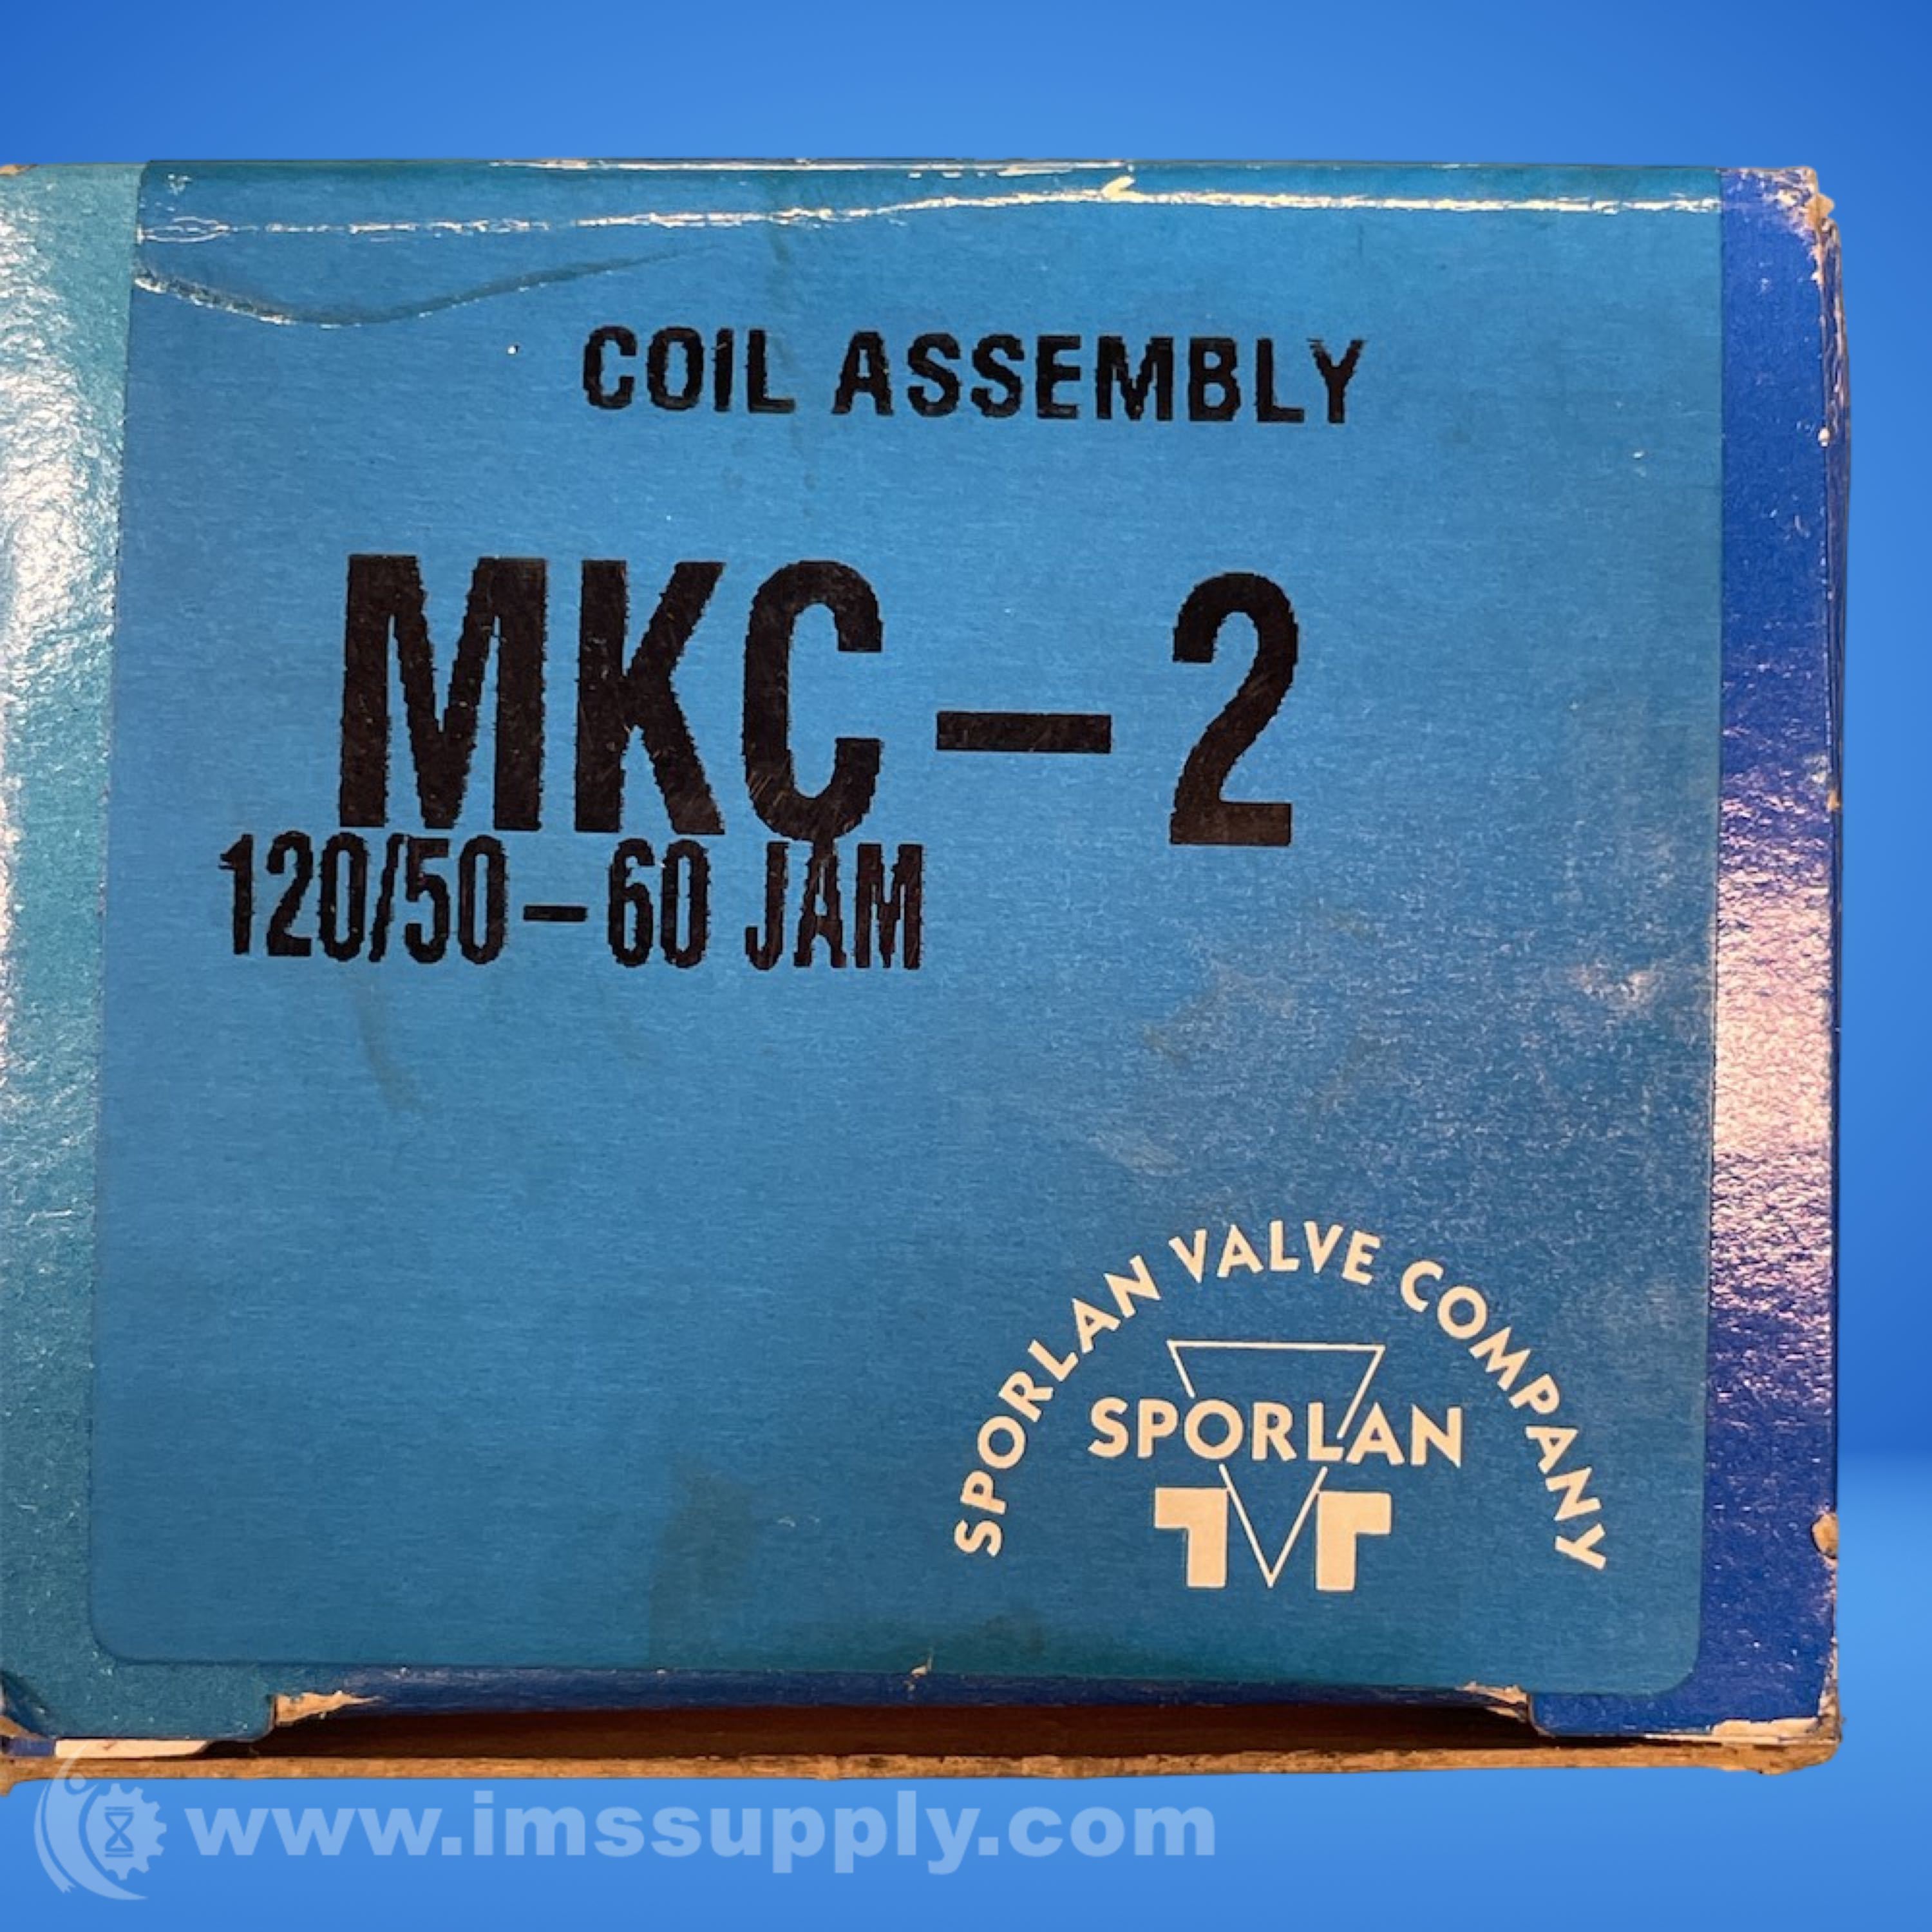 COIL ASSEMBLY
MKC-2
120/50-60 JAM
SPORLAN VALVE COMPANY
SPORLAN
www.imssupply.com